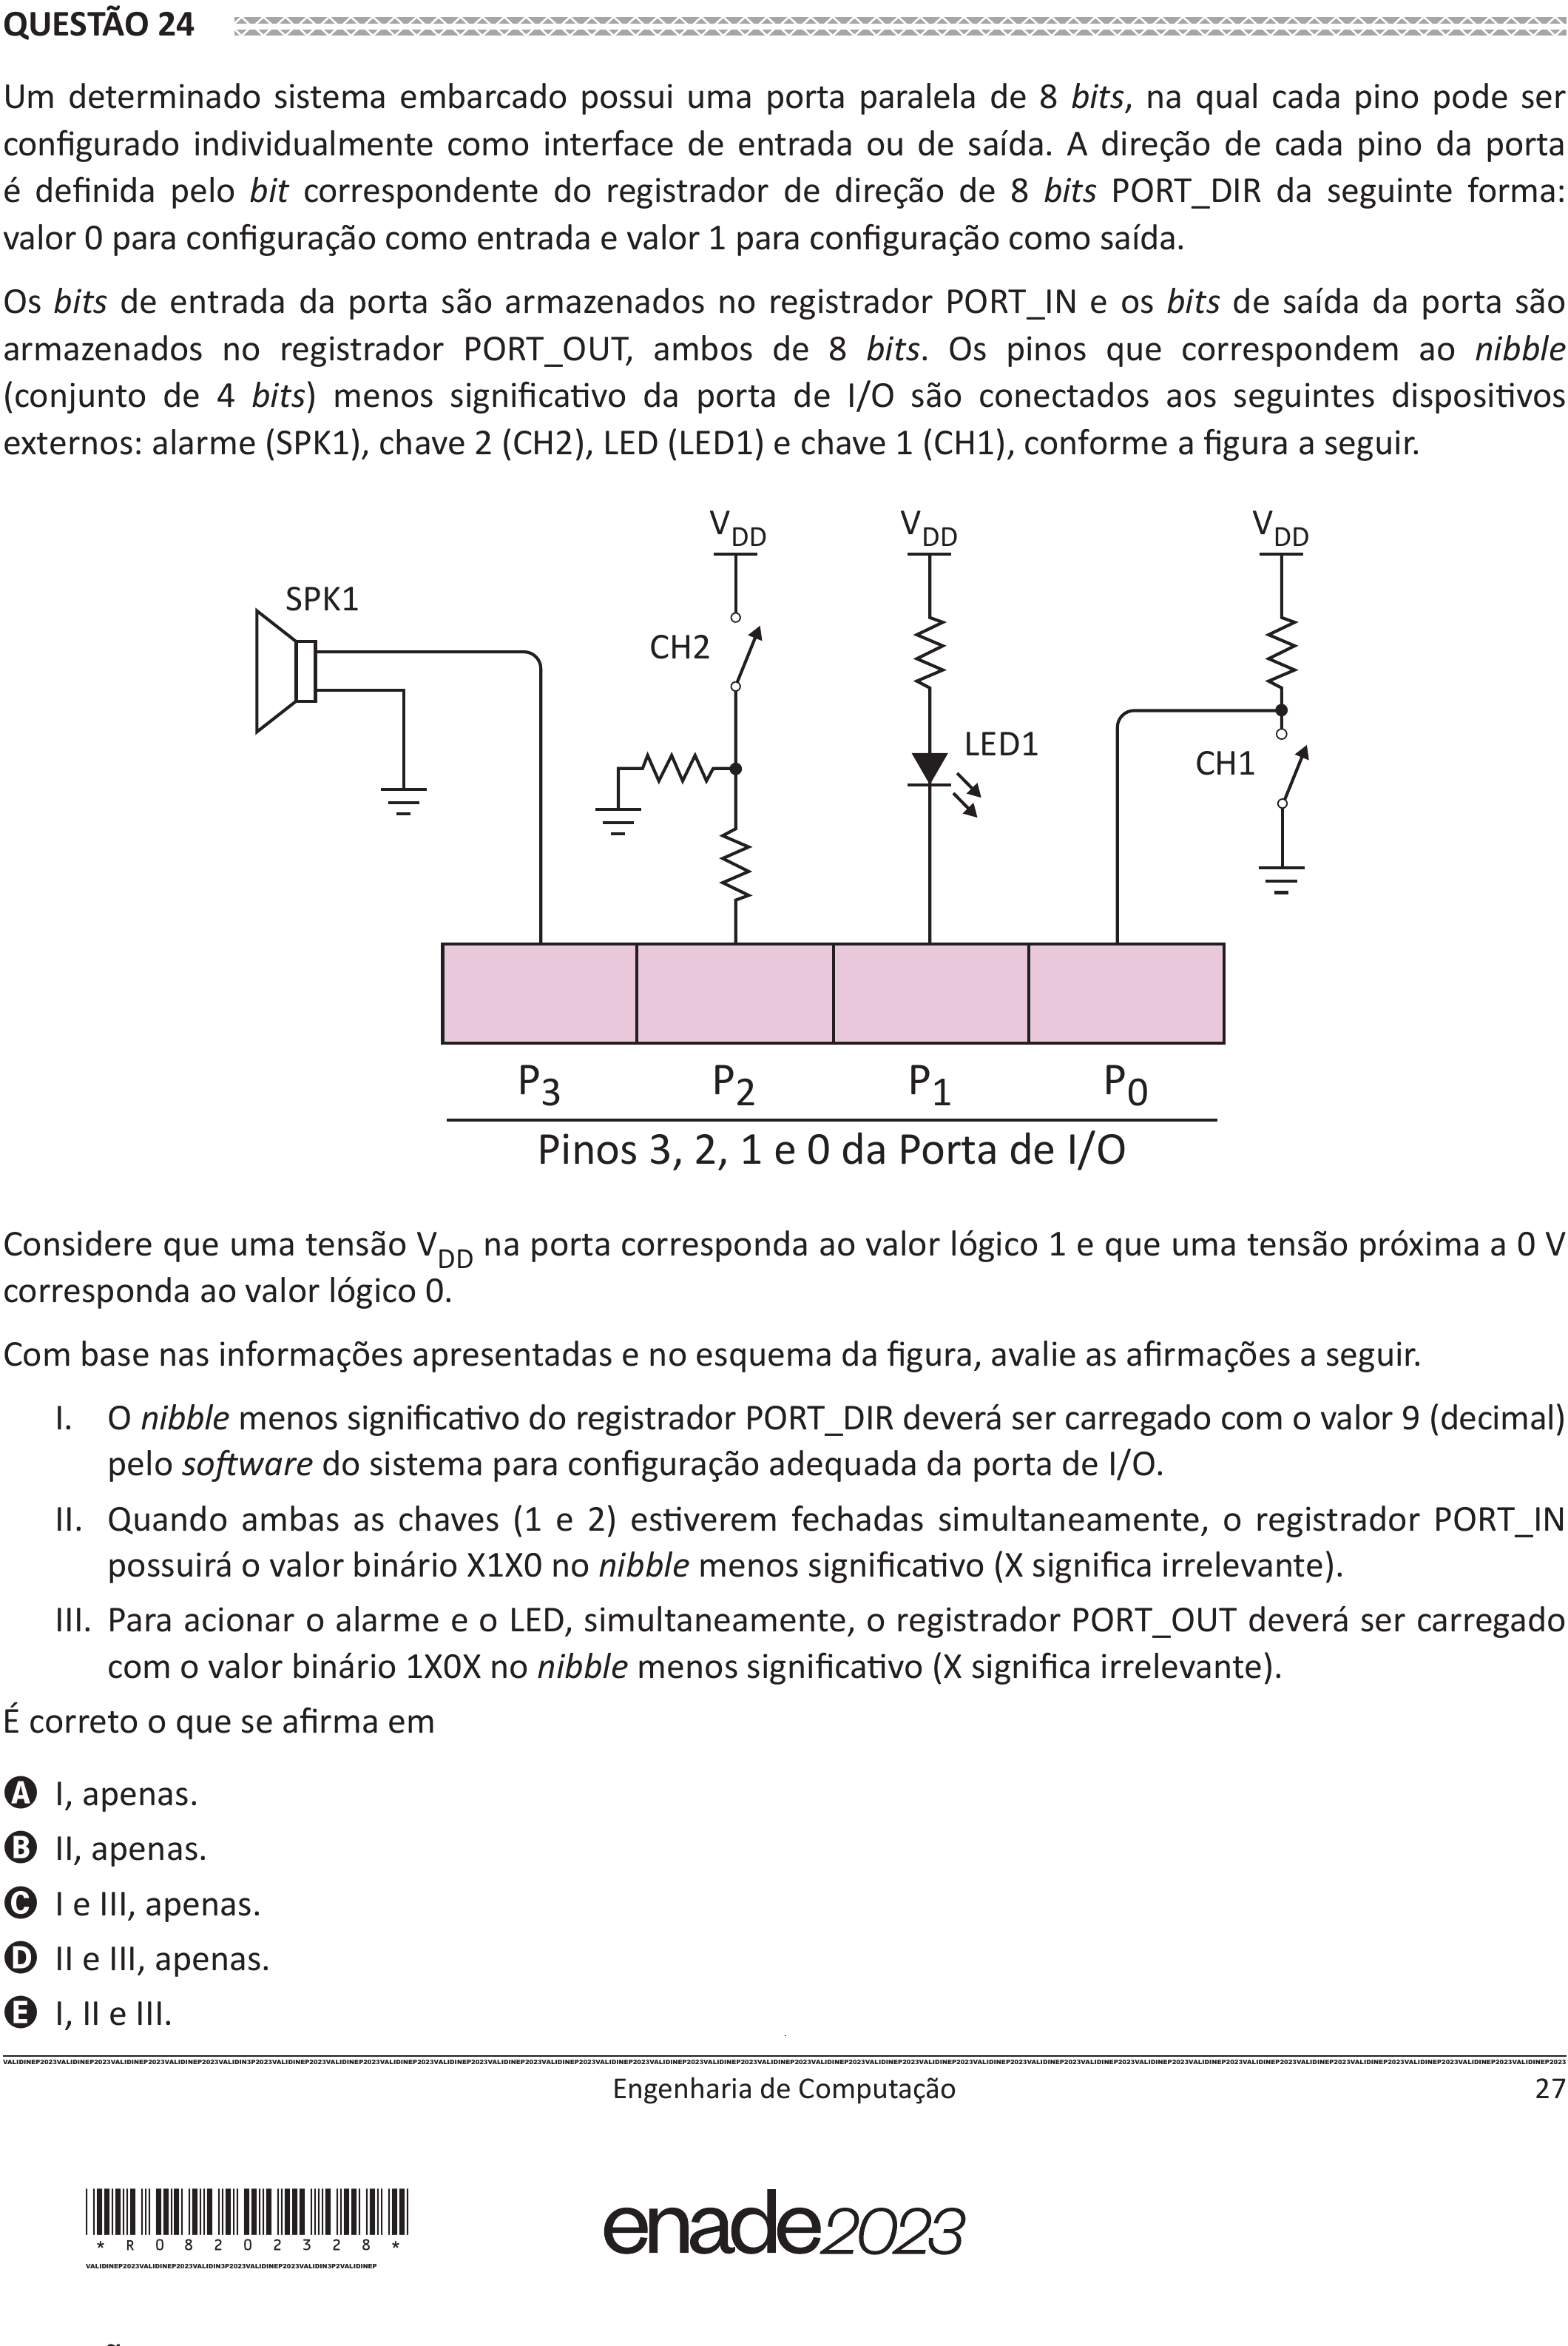 QUESTÃO 24
Um determinado sistema embarcado possui uma porta paralela de 8 bits, na qual cada pino pode ser
configurado individualmente como interface de entrada ou de saída. A direção de cada pino da porta
é definida pelo bit correspondente do registrador de direção de 8 bits PORT_DIR da seguinte forma:
valor 0 para configuração como entrada e valor 1 para configuração como saída.
Os bits de entrada da porta são armazenados no registrador PORT_IN e os bits de saída da porta são
armazenados no registrador PORT_OUT, ambos de 8 bits. Os pinos que correspondem ao nibble
(conjunto de 4 bits) menos significativo da porta de I/O são conectados aos seguintes dispositivos
externos: alarme (SPK1), chave 2 (CH2), LED (LED1) e chave 1 (CH1), conforme a figura a seguir.
VDD VDD VDD
SPK1
CH2
LED1
CH1
P3 P2 P1 P0
Pinos 3, 2, 1 e 0 da Porta de I/O
Considere que uma tensão VDD na porta corresponda ao valor lógico 1 e que uma tensão próxima a 0 V
corresponda ao valor lógico 0.
Com base nas informações apresentadas e no esquema da figura, avalie as afirmações a seguir.
I. O nibble menos significativo do registrador PORT_DIR deverá ser carregado com o valor 9 (decimal)
pelo software do sistema para configuração adequada da porta de I/O.
II. Quando ambas as chaves (1 e 2) estiverem fechadas simultaneamente, o registrador PORT_IN
possuirá o valor binário X1X0 no nibble menos significativo (X significa irrelevante).
III. Para acionar o alarme e o LED, simultaneamente, o registrador PORT_OUT deverá ser carregado
com o valor binário 1X0X no nibble menos significativo (X significa irrelevante).
É correto o que se afirma em
A I, apenas.
B II, apenas.
C I e III, apenas.
D II e III, apenas.
E I, II e III.
Engenharia de Computação 27
* R 0 8 2 0 2 3 2 8 *
enade2023